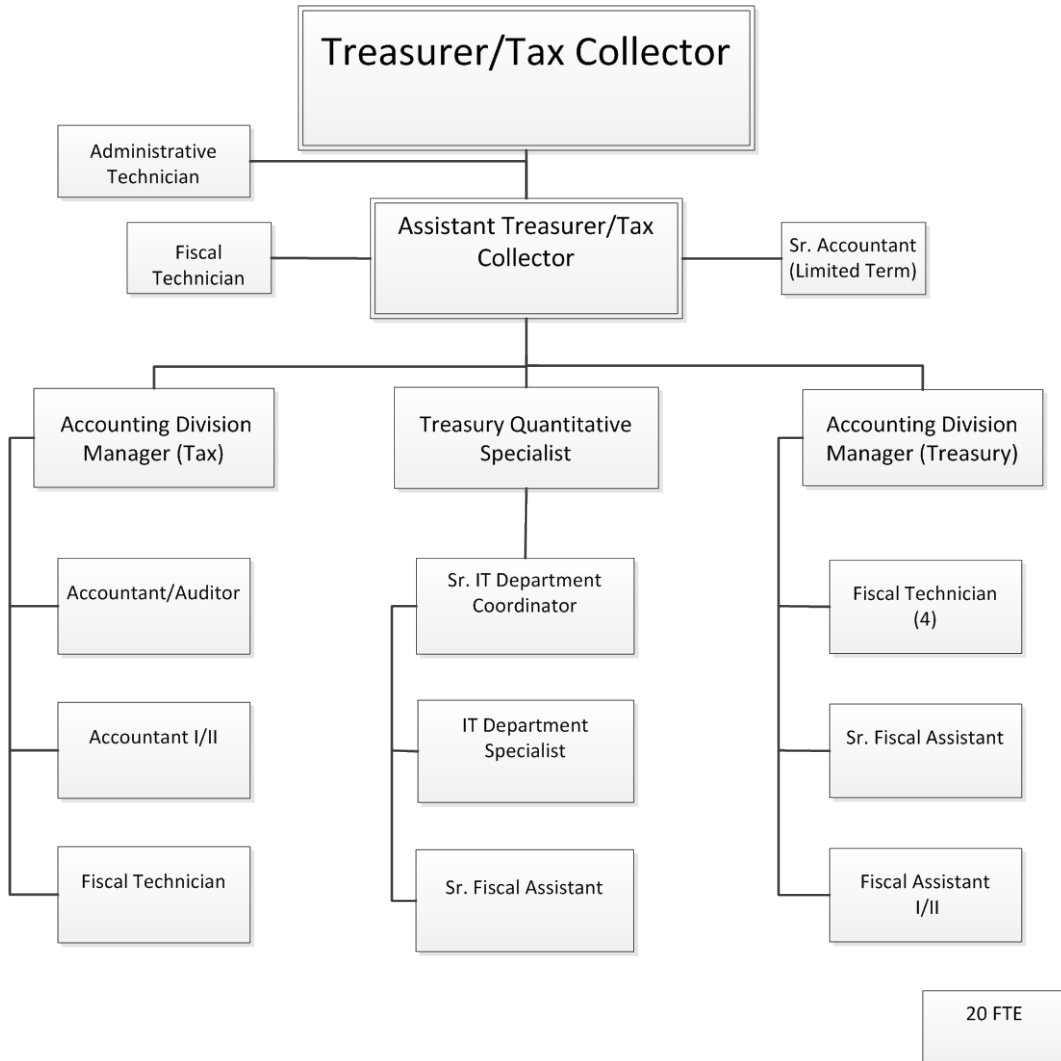 Treasurer/Tax Collector
Administrative
Technician
Assistant Treasurer/Tax
Collector
Fiscal
Technician
Sr. Accountant
(Limited Term)
Accounting Division
Manager (Tax)
Treasury Quantitative
Specialist
Accounting Division
Manager (Treasury)
Accountant/Auditor
Sr. IT Department
Coordinator
Fiscal Technician
(4)
Accountant I/II
IT Department
Specialist
Sr. Fiscal Assistant
Fiscal Technician
Sr. Fiscal Assistant
Fiscal Assistant
I/II
20 FTE